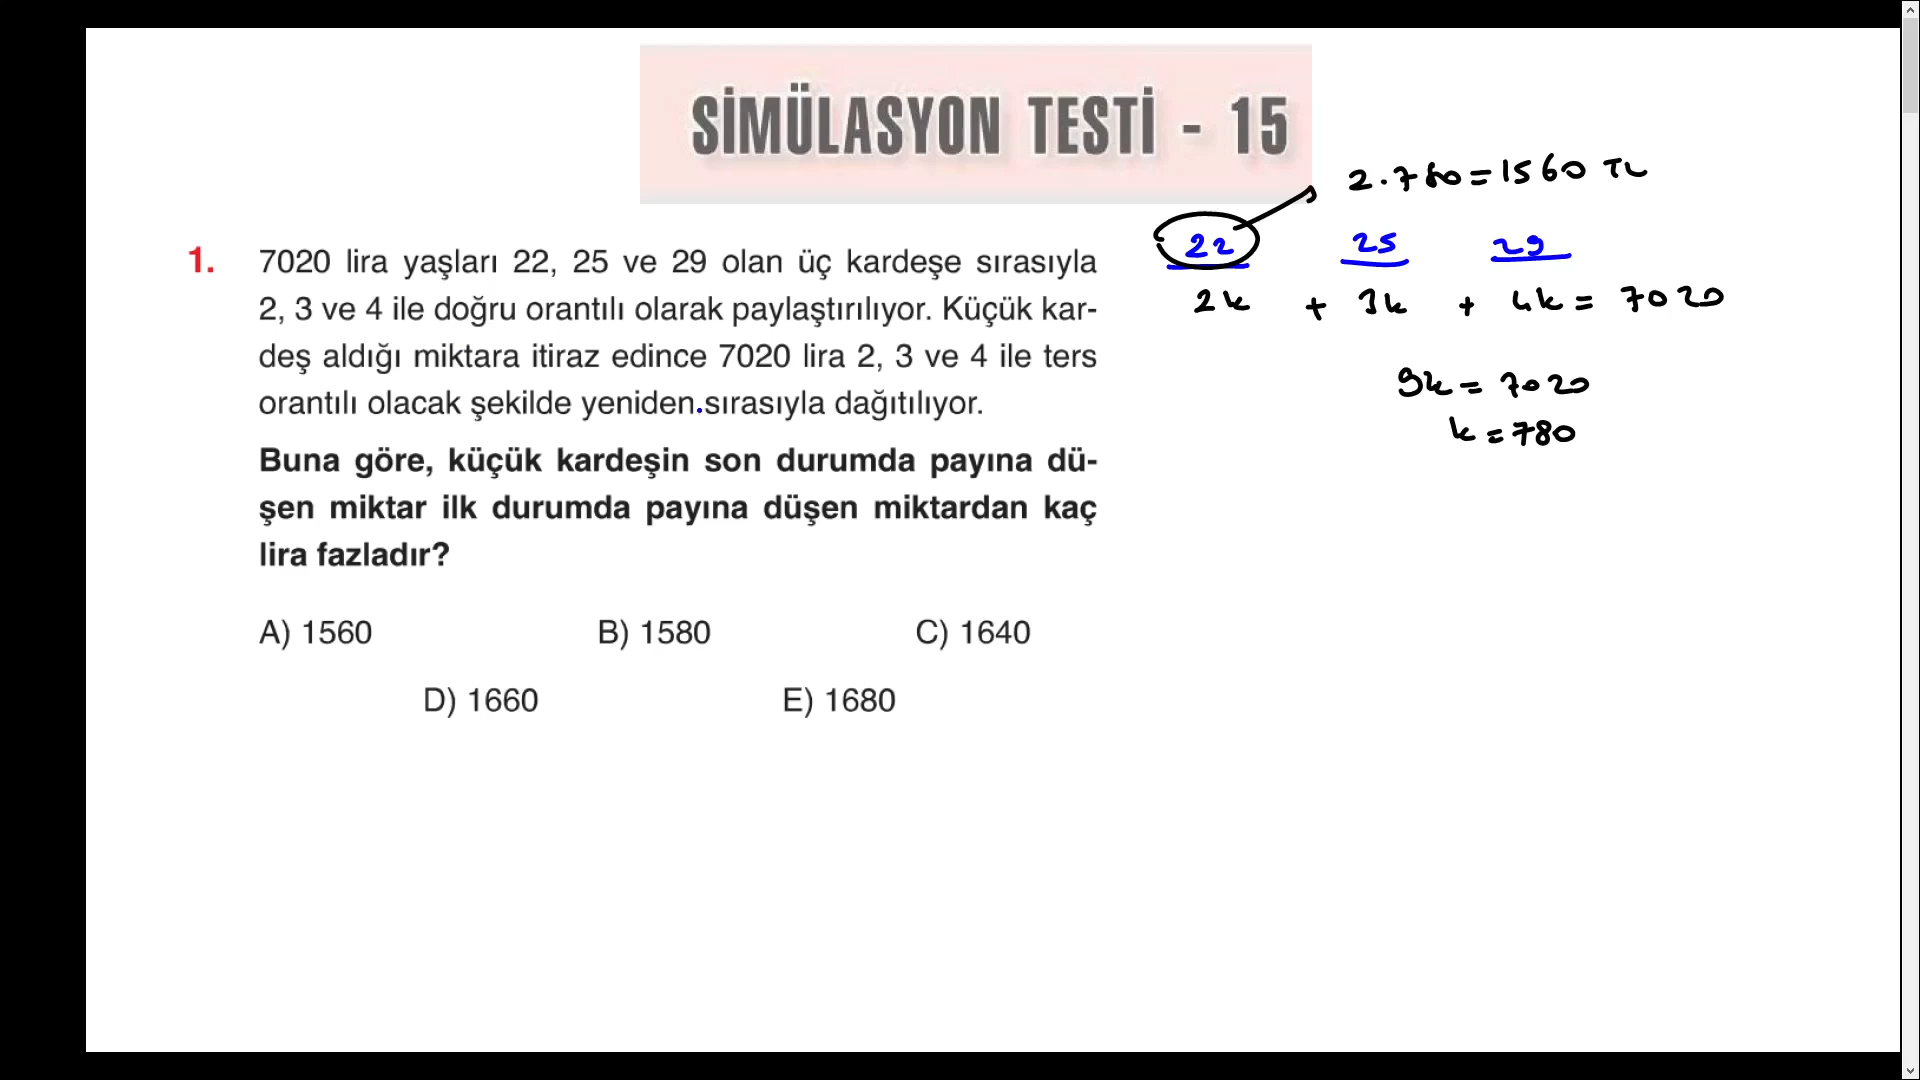 SİMÜLASYON TESTİ - 15
2.780=1560 TL
1. 7020 lira yaşları 22, 25 ve 29 olan üç kardeşe sırasıyla
2, 3 ve 4 ile doğru orantılı olarak paylaştırılıyor. Küçük kar-
deş aldığı miktara itiraz edince 7020 lira 2, 3 ve 4 ile ters
orantılı olacak şekilde yeniden sırasıyla dağıtılıyor.
Buna göre, küçük kardeşin son durumda payına dü-
şen miktar ilk durumda payına düşen miktardan kaç
lira fazladır?
A) 1560 B) 1580 C) 1640
D) 1660 E) 1680
22 25 29
2k + 3k + 4k = 7020
9k = 7020
k = 780